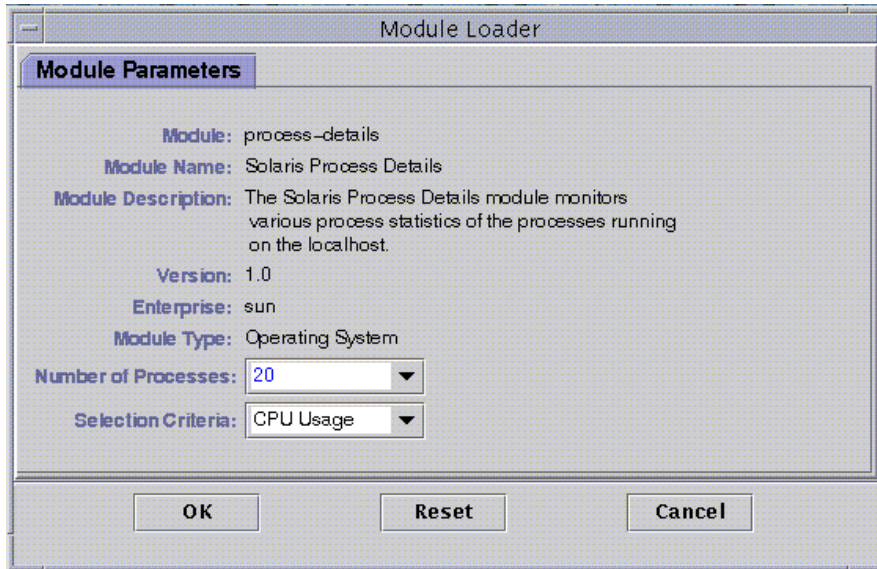 Module Loader
Module Parameters
Module: process-details
Module Name: Solaris Process Details
Module Description: The Solaris Process Details module monitors
various process statistics of the processes running
on the localhost.
Version: 1.0
Enterprise: sun
Module Type: Operating System
Number of Processes: 20
Selection Criteria: CPU Usage
OK Reset Cancel